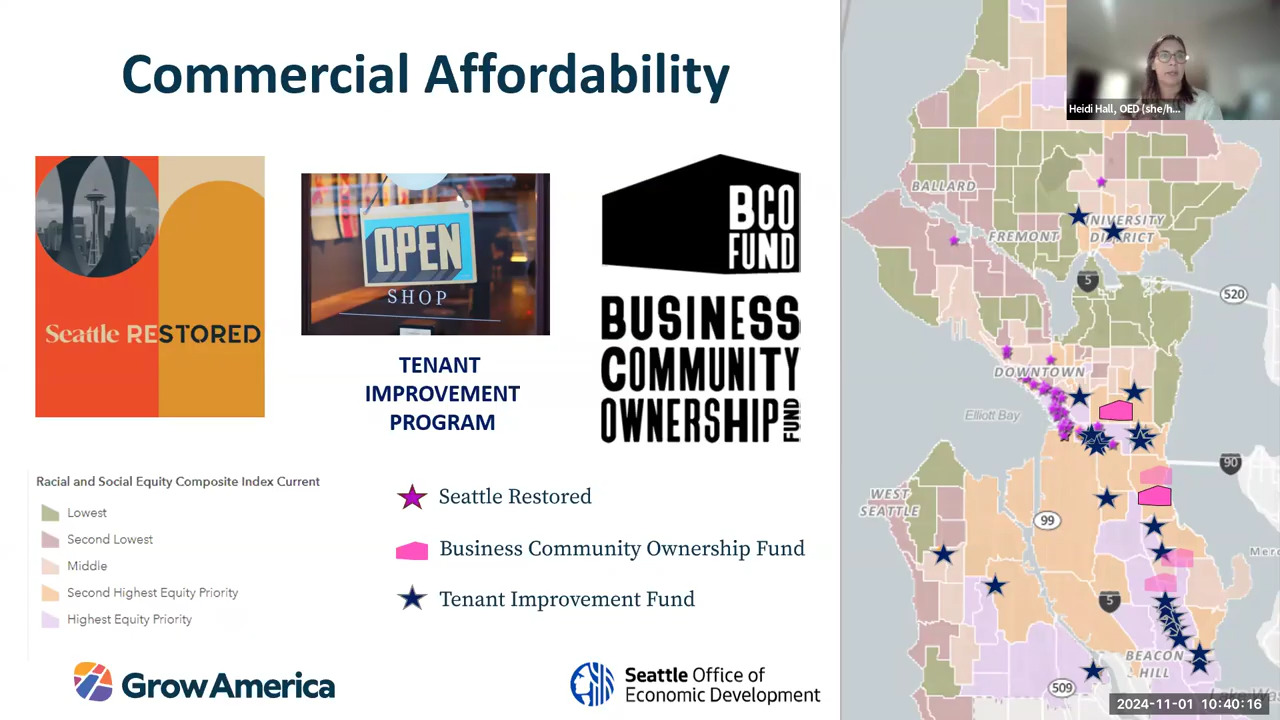 Commercial Affordability
Seattle RESTORED
OPEN
SHOP
TENANT
IMPROVEMENT
PROGRAM
BCO
FUND
BUSINESS
COMMUNITY
OWNERSHIP
FUND
Racial and Social Equity Composite Index Current
Lowest
Second Lowest
Middle
Second Highest Equity Priority
Highest Equity Priority
Seattle Restored
Business Community Ownership Fund
Tenant Improvement Fund
GrowAmerica
Seattle Office of
Economic Development
Heidi Hall, OED (she/h...
BALLARD
FREMONT
UNIVERSITY
DISTRICT
5
520
DOWNTOWN
Elliott Bay
90
WEST
SEATTLE
99
Merc
5
BEACON
HILL
509
2024-11-01 10:40:16